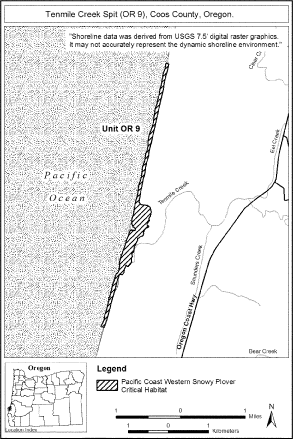 Tenmile Creek Spit (OR 9), Coos County, Oregon.
"Shoreline data was derived from USGS 7.5' digital raster graphics.
It may not accurately represent the dynamic shoreline environment."
Unit OR 9
Eel Creek
Pacific
Ocean
Tenmile Creek
Saunders Creek
Oregon Coast Hwy.
Bear Creek
Oregon
Location Index
Legend
Pacific Coast Western Snowy Plover
Critical Habitat
N
1 0 1
Miles
1 0 1
Kilometers